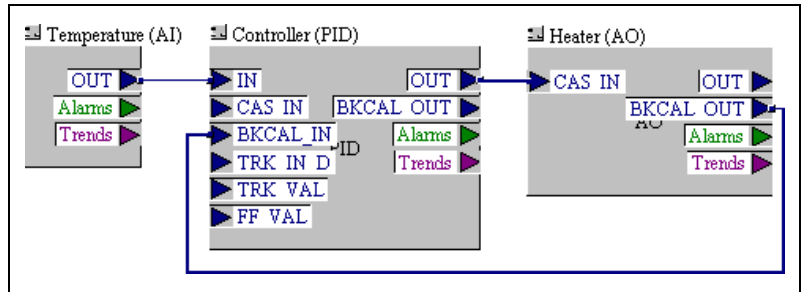 Temperature (AI)
OUT
Alarms
Trends
Controller (PID)
IN
CAS IN
BKCAL_IN
TRK IN D
TRK VAL
FF VAL
OUT
BKCAL OUT
Alarms
Trends
PID
Heater (AO)
CAS IN
OUT
BKCAL OUT
AO
Alarms
Trends